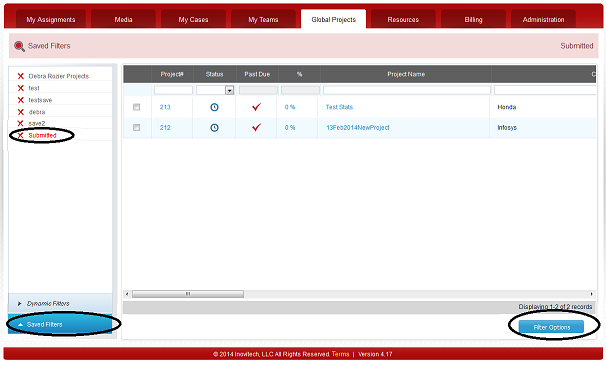 My Assignments
Media
My Cases
My Teams
Global Projects
Resources
Billing
Administration
Saved Filters
Submitted
Debra Rozier Projects
test
testsave
debra
save2
Submitted
Dynamic Filters
Saved Filters
Project# Status Past Due % Project Name C
213 0 % Test Stats Honda
212 0 % 13Feb2014NewProject Infosys
Displaying 1-2 of 2 records
Filter Options
© 2014 Inovitech, LLC All Rights Reserved. Terms | Version 4.17